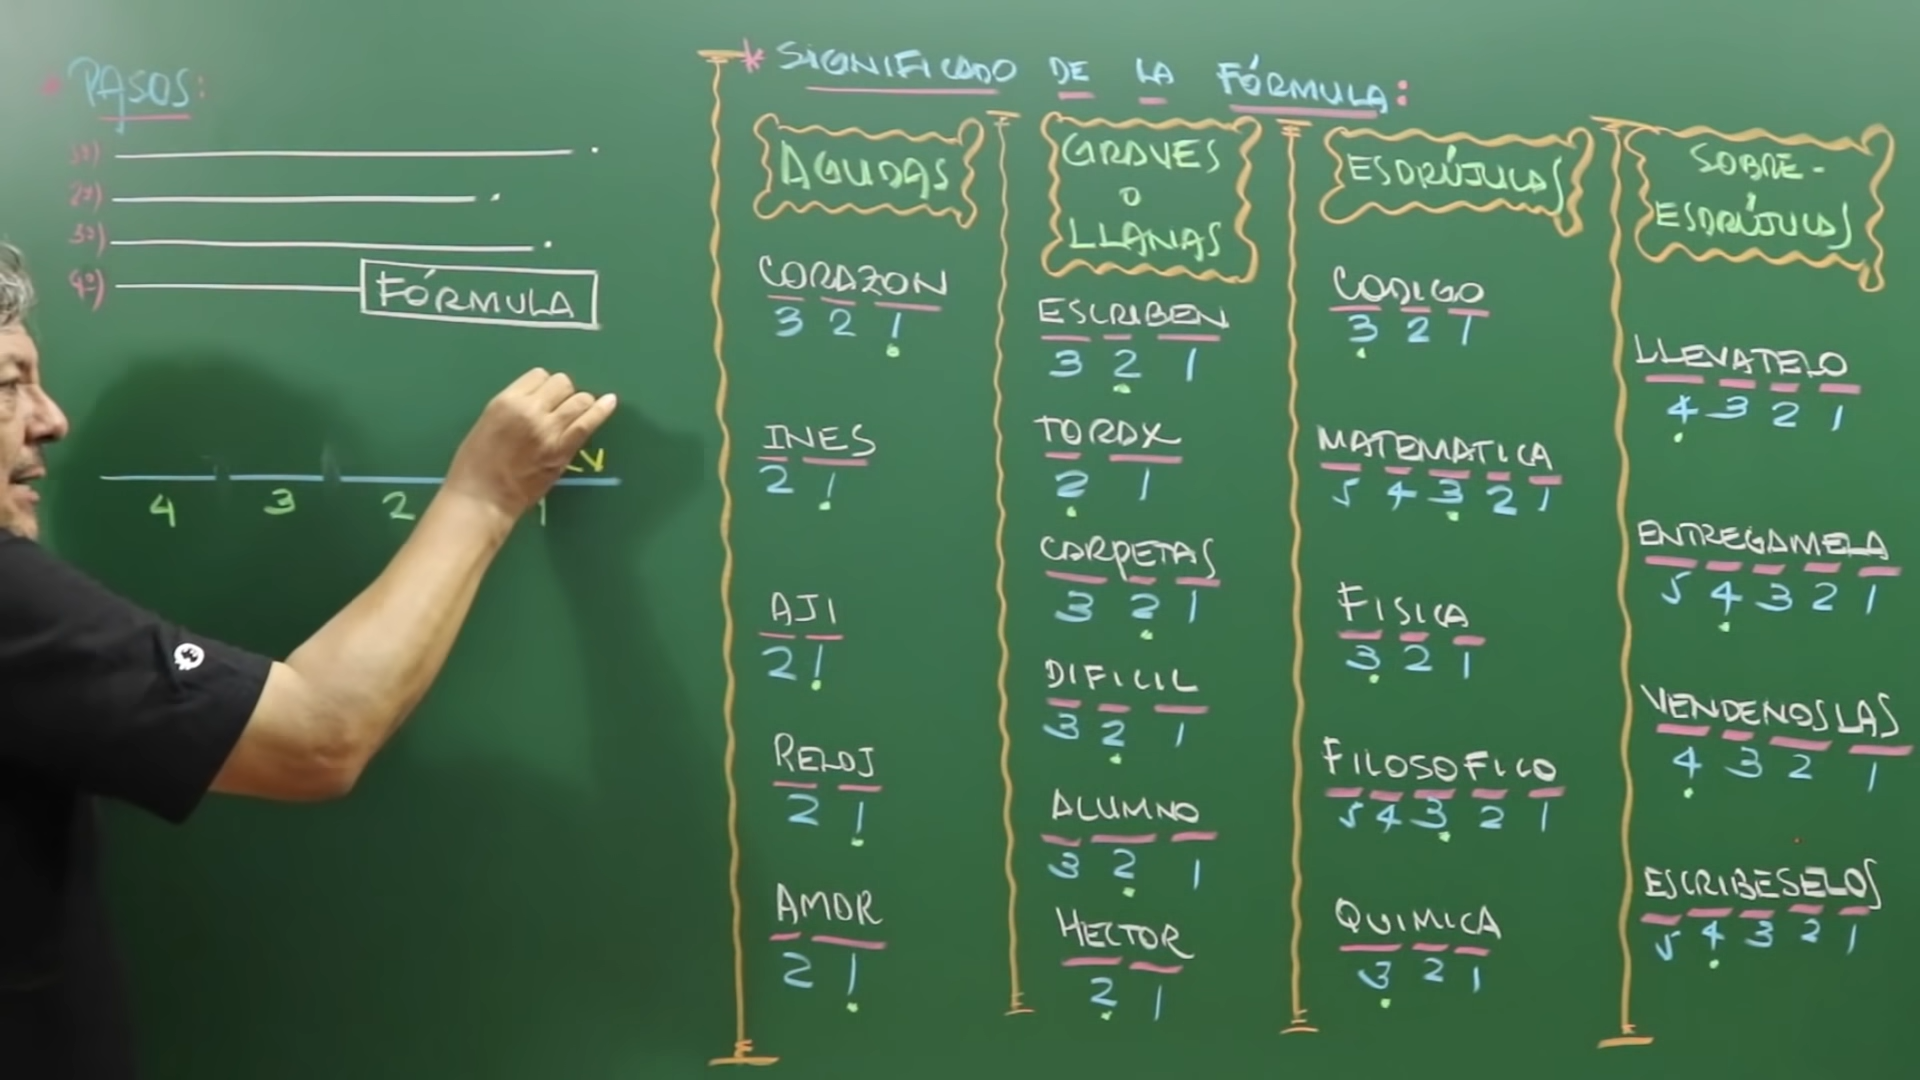 * PASOS:
1º)
2º)
3º)
4º) FÓRMULA
4 3 2 1
* SIGNIFICADO DE LA FÓRMULA:
AGUDAS
CORAZON
3 2 1
INES
2 1
AJI
2 1
RELOJ
2 1
AMOR
2 1
GRAVES
O
LLANAS
ESCRIBEN
3 2 1
TORAX
2 1
CARPETAS
3 2 1
DIFICIL
3 2 1
ALUMNO
3 2 1
HECTOR
2 1
ESDRÚJULAS
CODIGO
3 2 1
MATEMATICA
5 4 3 2 1
FISICA
3 2 1
FILOSOFICO
5 4 3 2 1
QUIMICA
3 2 1
SOBRE-
ESDRÚJULAS
LLEVATELO
4 3 2 1
ENTREGAMELA
5 4 3 2 1
VENDENOSLAS
4 3 2 1
ESCRIBESELOS
5 4 3 2 1